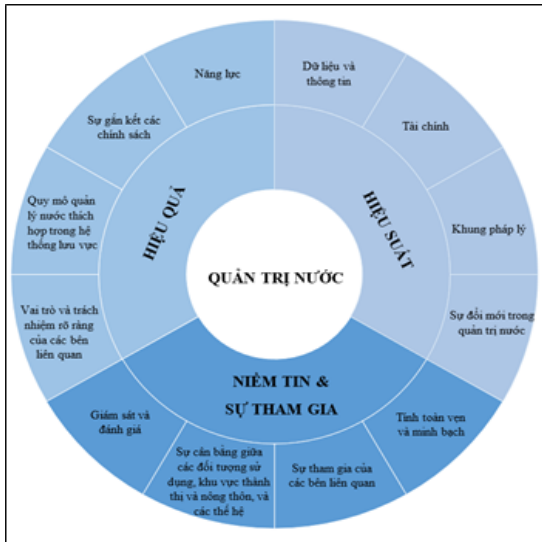 Năng lực
Dữ liệu và
thông tin
Sự gắn kết các
chính sách
Tài chính
Quy mô quản
lý nước thích
hợp trong hệ
thống lưu vực
HIỆU QUẢ
HIỆU SUẤT
Khung pháp lý
QUẢN TRỊ NƯỚC
Vai trò và trách
nhiệm rõ ràng
của các bên
liên quan
Sự đổi mới trong
quản trị nước
NIỀM TIN &
SỰ THAM GIA
Giám sát và
đánh giá
Tính toàn vẹn
và minh bạch
Sự cân bằng giữa
các đối tượng sử
dụng, khu vực thành
thị và nông thôn, và
các thế hệ
Sự tham gia của
các bên liên quan